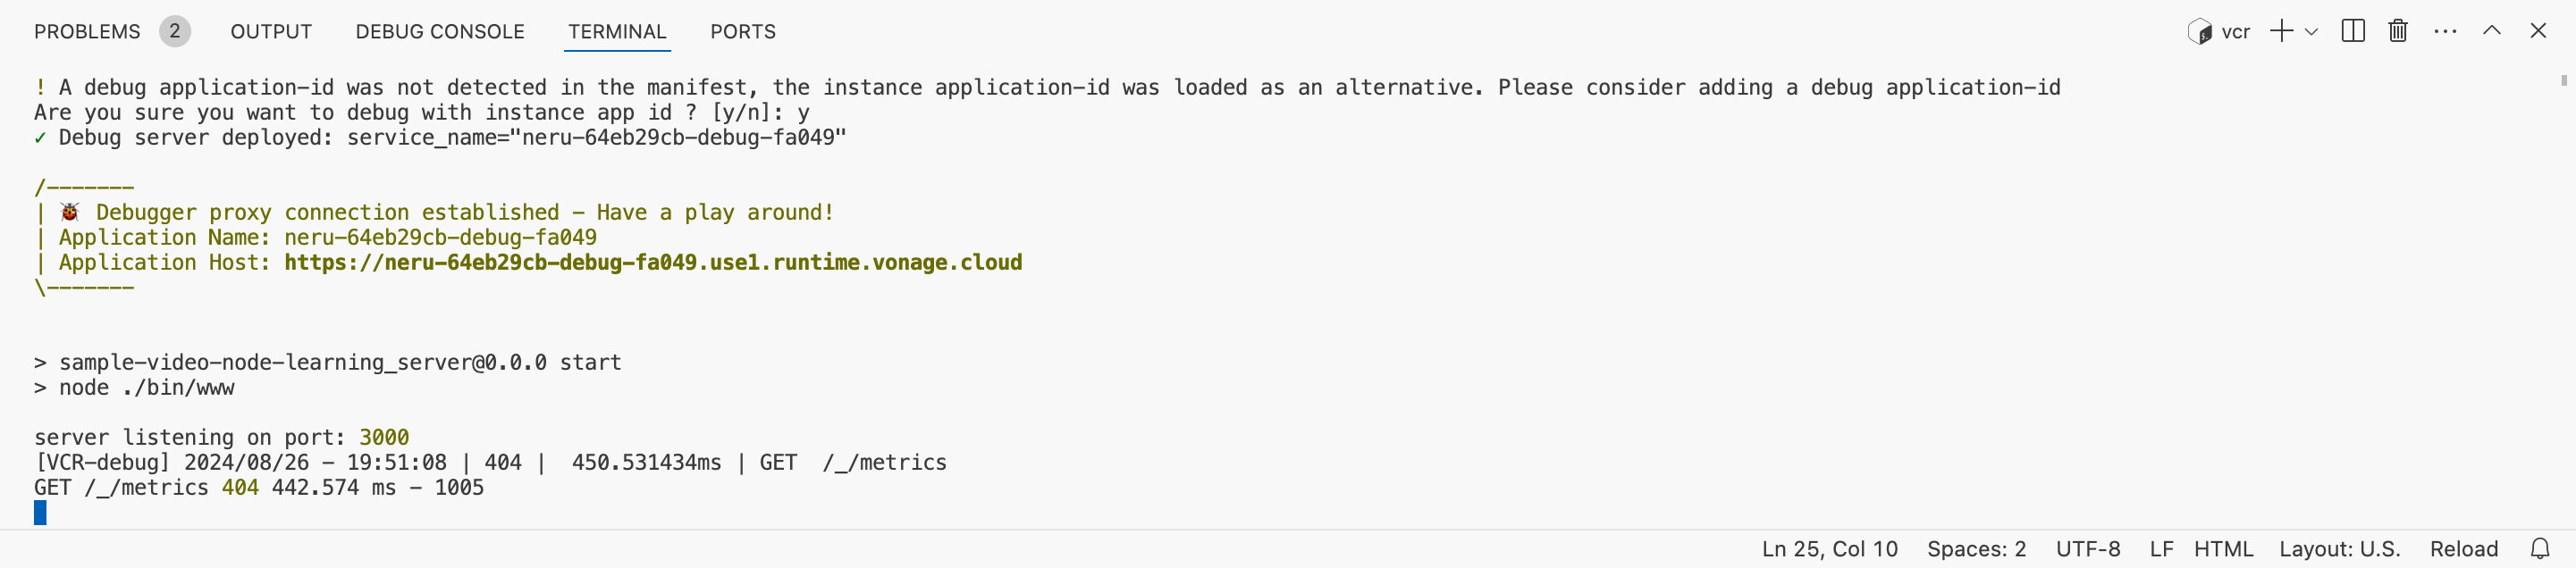 PROBLEMS 2 OUTPUT DEBUG CONSOLE TERMINAL PORTS vcr
! A debug application-id was not detected in the manifest, the instance application-id was loaded as an alternative. Please consider adding a debug application-id
Are you sure you want to debug with instance app id ? [y/n]: y
✓ Debug server deployed: service_name="neru-64eb29cb-debug-fa049"
/-------
| 🐞 Debugger proxy connection established - Have a play around!
| Application Name: neru-64eb29cb-debug-fa049
| Application Host: https://neru-64eb29cb-debug-fa049.use1.runtime.vonage.cloud
\-------
> sample-video-node-learning_server@0.0.0 start
> node ./bin/www
server listening on port: 3000
[VCR-debug] 2024/08/26 - 19:51:08 | 404 |  450.531434ms | GET  /_/metrics
GET /_/metrics 404 442.574 ms - 1005
Ln 25, Col 10 Spaces: 2 UTF-8 LF HTML Layout: U.S. Reload